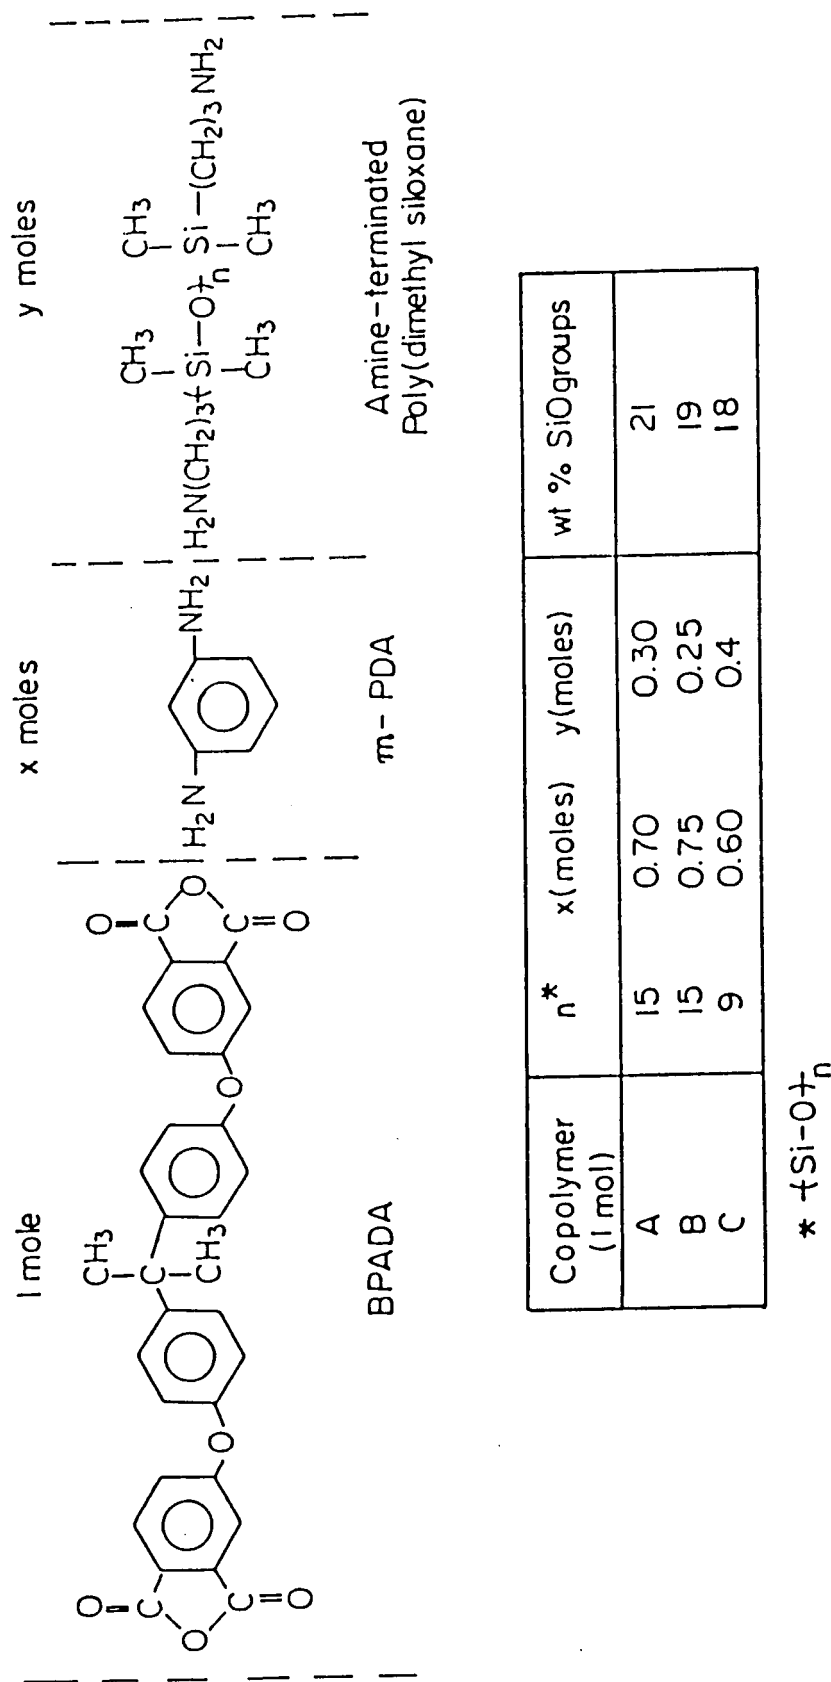 1 mole x moles y moles
CH3 CH3 CH3
O=C C=O O=C C=O
O O O O
C
CH3
H2N NH2
H2N(CH2)3(Si-O)n Si-(CH2)3NH2
CH3 CH3
BPADA m-PDA Amine-terminated
Poly(dimethyl siloxane)
Copolymer (1 mol) n* x(moles) y(moles) wt % SiO groups
A 15 0.70 0.30 21
B 15 0.75 0.25 19
C 9 0.60 0.4 18
* (Si-O)n